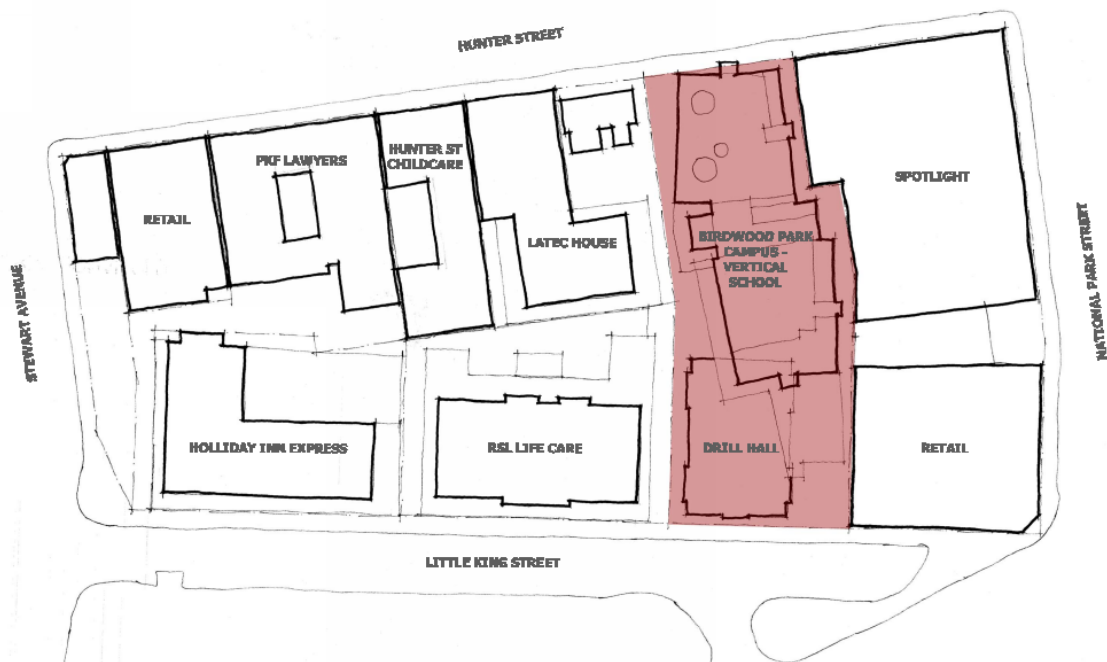 HUNTER STREET
PKF LAWYERS
HUNTER ST
CHILDCARE
RETAIL
SPOTLIGHT
LATEC HOUSE
BIRDWOOD PARK
CAMPUS -
VERTICAL
SCHOOL
STEWART AVENUE
NATIONAL PARK STREET
HOLLIDAY INN EXPRESS
RSL LIFE CARE
DRILL HALL
RETAIL
LITTLE KING STREET